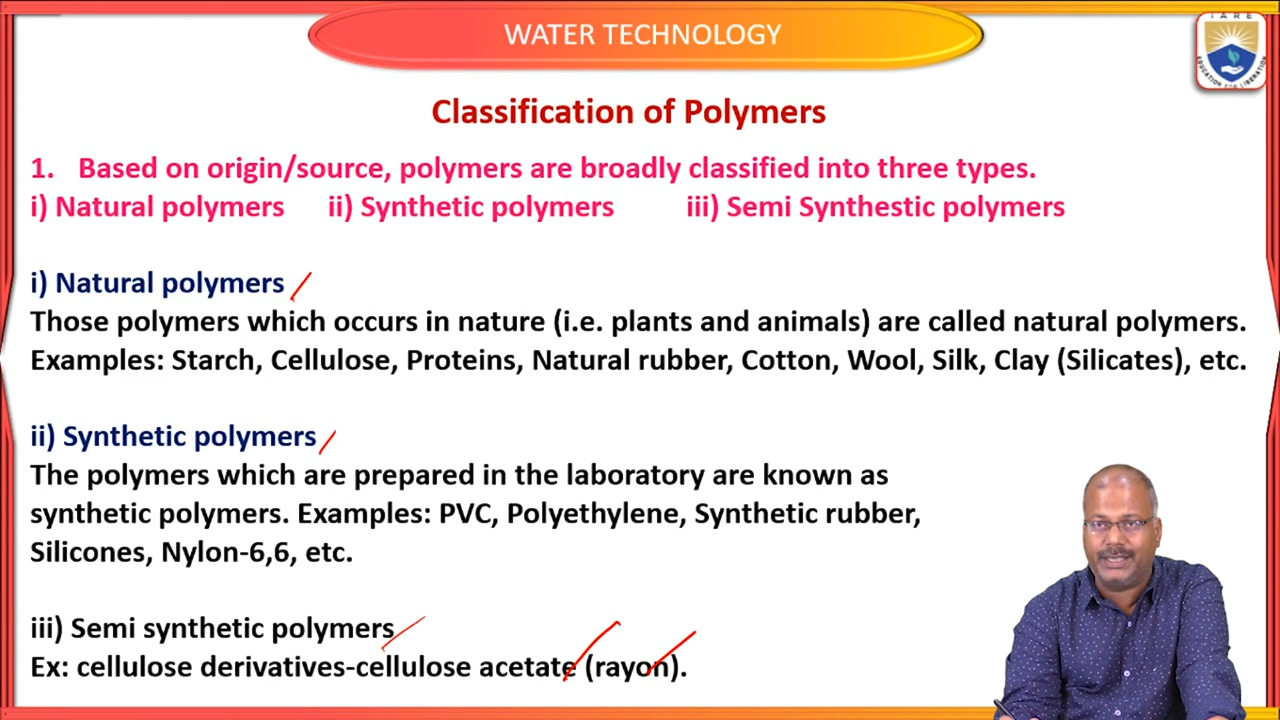 WATER TECHNOLOGY
IARE
EDUCATION FOR LIBERATION
Classification of Polymers
1. Based on origin/source, polymers are broadly classified into three types.
i) Natural polymers ii) Synthetic polymers iii) Semi Synthestic polymers
i) Natural polymers
Those polymers which occurs in nature (i.e. plants and animals) are called natural polymers.
Examples: Starch, Cellulose, Proteins, Natural rubber, Cotton, Wool, Silk, Clay (Silicates), etc.
ii) Synthetic polymers
The polymers which are prepared in the laboratory are known as
synthetic polymers. Examples: PVC, Polyethylene, Synthetic rubber,
Silicones, Nylon-6,6, etc.
iii) Semi synthetic polymers
Ex: cellulose derivatives-cellulose acetate (rayon).